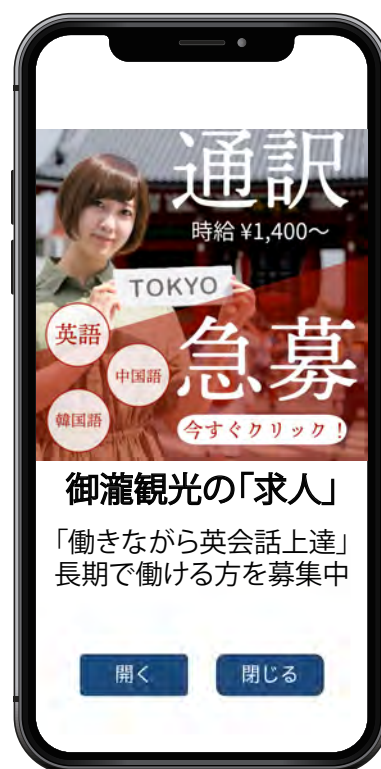 通訳
時給 ¥1,400～
TOKYO
英語
中国語
韓国語
急募
今すぐクリック！
御瀧観光の「求人」
「働きながら英会話上達」
長期で働ける方を募集中
開く
閉じる